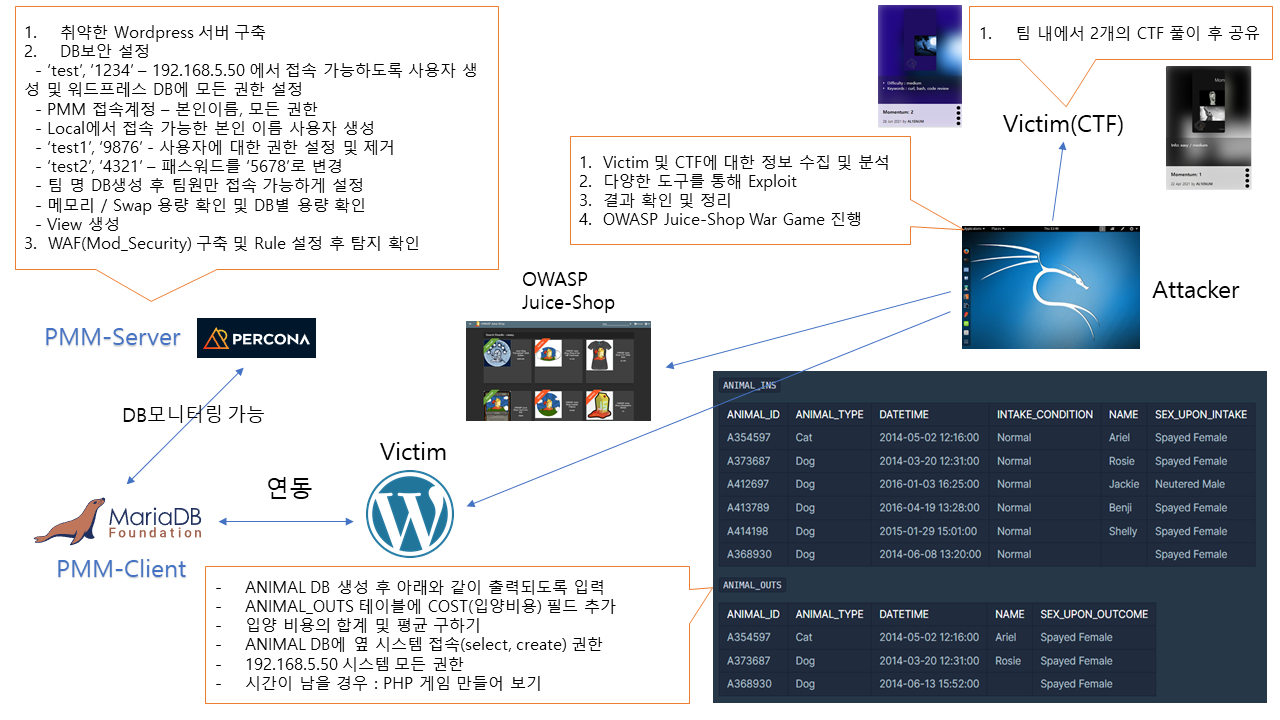 1. 취약한 Wordpress 서버 구축
2. DB보안 설정
- ‘test’, ‘1234’ – 192.168.5.50 에서 접속 가능하도록 사용자 생
성 및 워드프레스 DB에 모든 권한 설정
- PMM 접속계정 – 본인이름, 모든 권한
- Local에서 접속 가능한 본인 이름 사용자 생성
- ‘test1’, ‘9876’ - 사용자에 대한 권한 설정 및 제거
- ‘test2’, ‘4321’ – 패스워드를 ‘5678’로 변경
- 팀 명 DB생성 후 팀원만 접속 가능하게 설정
- 메모리 / Swap 용량 확인 및 DB별 용량 확인
- View 생성
3. WAF(Mod_Security) 구축 및 Rule 설정 후 탐지 확인
1. 팀 내에서 2개의 CTF 풀이 후 공유
Difficulty : medium
Keywords : curl, bash, code review
Momentum: 2
28 Jun 2021 by AL1ENUM
Victim(CTF)
Info: easy / medium
Momentum: 1
22 Apr 2021 by AL1ENUM
1. Victim 및 CTF에 대한 정보 수집 및 분석
2. 다양한 도구를 통해 Exploit
3. 결과 확인 및 정리
4. OWASP Juice-Shop War Game 진행
Attacker
OWASP
Juice-Shop
PMM-Server
PERCONA
DB모니터링 가능
Victim
연동
MariaDB
Foundation
PMM-Client
- ANIMAL DB 생성 후 아래와 같이 출력되도록 입력
- ANIMAL_OUTS 테이블에 COST(입양비용) 필드 추가
- 입양 비용의 합계 및 평균 구하기
- ANIMAL DB에 옆 시스템 접속(select, create) 권한
- 192.168.5.50 시스템 모든 권한
- 시간이 남을 경우 : PHP 게임 만들어 보기
ANIMAL_INS
ANIMAL_ID ANIMAL_TYPE DATETIME INTAKE_CONDITION NAME SEX_UPON_INTAKE
A354597 Cat 2014-05-02 12:16:00 Normal Ariel Spayed Female
A373687 Dog 2014-03-20 12:31:00 Normal Rosie Spayed Female
A412697 Dog 2016-01-03 16:25:00 Normal Jackie Neutered Male
A413789 Dog 2016-04-19 13:28:00 Normal Benji Spayed Female
A414198 Dog 2015-01-29 15:01:00 Normal Shelly Spayed Female
A368930 Dog 2014-06-08 13:20:00 Normal Spayed Female
ANIMAL_OUTS
ANIMAL_ID ANIMAL_TYPE DATETIME NAME SEX_UPON_OUTCOME
A354597 Cat 2014-05-02 12:16:00 Ariel Spayed Female
A373687 Dog 2014-03-20 12:31:00 Rosie Spayed Female
A368930 Dog 2014-06-13 15:52:00 Spayed Female